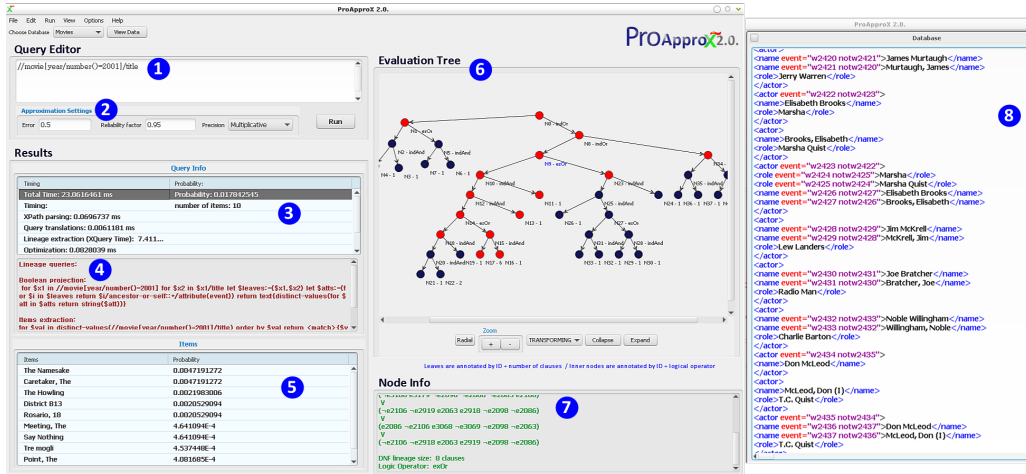 ProApproX 2.0.
File Edit Run View Options Help
Choose Database Movies View Data
ProApproX 2.0.
Query Editor
//movie[year/number()=2001]/title
1
Approximation Settings
2
Error 0.5 Reliability factor 0.95 Precision Multiplicative Run
Results
Query Info
Timing Probability:
Total Time: 23.0616461 ms Probability: 0.017842545
Timing: number of items: 10
XPath parsing: 0.0696737 ms
Query translations: 0.0061181 ms
Lineage extraction (XQuery Time): 7.411...
Optimization: 0.0828039 ms
3
Lineage queries:
4
Boolean projection:
for $x1 in //movie[year/number()=2001] for $x2 in $x1/title let $leaves:=($x1,$x2) let $atts:=(f
or $i in $leaves return $i/ancestor-or-self::*/attribute(event)) return text{distinct-values(for $
att in $atts return string($att))}
Items extraction:
for $val in distinct-values(//movie[year/number()=2001]/title) order by $val return <match>{$v
Items
Items Probability
The Namesake 0.0047191272
Caretaker, The 0.0047191272
The Howling 0.0021983006
District B13 0.0020529094
Rosario, 18 0.0020529094
Meeting, The 4.641094E-4
Say Nothing 4.641094E-4
Tre mogli 4.537448E-4
Point, The 4.081685E-4
5
Evaluation Tree
6
N0 - indOr
N1 - exOr
N8 - indOr
N2 - indAnd N5 - indAnd
N9 - exOr
N34 -
N4 - 1 N3 - 1 N7 - 1 N6 - 1
N10 - indAnd N23 - indAnd N35 - indAnd
N12 - indAnd N11 - 1 N25 - indAnd N24 - 1 N36 - 1 N37 - 1
N14 - exOr N13 - 1 N27 - exOr
N18 - indAnd N15 - indAnd N31 - indAnd N28 - indAnd
N20 - indAnd N19 - 1 N17 - 6 N16 - 1 N33 - 1 N32 - 1 N29 - 1 N30 - 1
N21 - 1 N22 - 2
Zoom
Radial + - TRANSFORMING Collapse Expand
Leaves are annotated by ID + number of clauses / Inner nodes are annotated by ID + logical operator
Node Info
7
V
(¬e2106 ¬e2919 e2063 e2918 ¬e2098 ¬e2086)
V
(e2086 ¬e2106 e3068 ¬e3069 ¬e2098 ¬e2063)
V
(¬e2106 ¬e2918 e2063 e2919 ¬e2098 ¬e2086)
DNF lineage size: 8 clauses
Logic Operator: exOr
ProApproX 2.0.
Database
<actor>
<name event="w2420 notw2421">James Murtaugh</name>
<name event="w2421 notw2420">Murtaugh, James</name>
<role>Jerry Warren</role>
</actor>
<actor event="w2422 notw2423">
<name>Elisabeth Brooks</name>
<role>Marsha</role>
</actor>
<actor>
<name>Brooks, Elisabeth</name>
<role>Marsha Quist</role>
</actor>
<actor event="w2423 notw2422">
<role event="w2424 notw2425">Marsha</role>
<role event="w2425 notw2424">Marsha Quist</role>
<name event="w2426 notw2427">Elisabeth Brooks</name>
<name event="w2427 notw2426">Brooks, Elisabeth</name>
</actor>
<actor>
<name event="w2428 notw2429">Jim McKrell</name>
<name event="w2429 notw2428">McKrell, Jim</name>
<role>Lew Landers</role>
</actor>
<actor>
<name event="w2430 notw2431">Joe Bratcher</name>
<name event="w2431 notw2430">Bratcher, Joe</name>
<role>Radio Man</role>
</actor>
<actor>
<name event="w2432 notw2433">Noble Willingham</name>
<name event="w2433 notw2432">Willingham, Noble</name>
<role>Charlie Barton</role>
</actor>
<actor event="w2434 notw2435">
<name>Don McLeod</name>
</actor>
<actor>
<name>McLeod, Don (I)</name>
<role>T.C. Quist</role>
</actor>
<actor event="w2435 notw2434">
<name event="w2436 notw2437">Don McLeod</name>
<name event="w2437 notw2436">McLeod, Don (I)</name>
<role>T.C. Quist</role>
</actor>
8